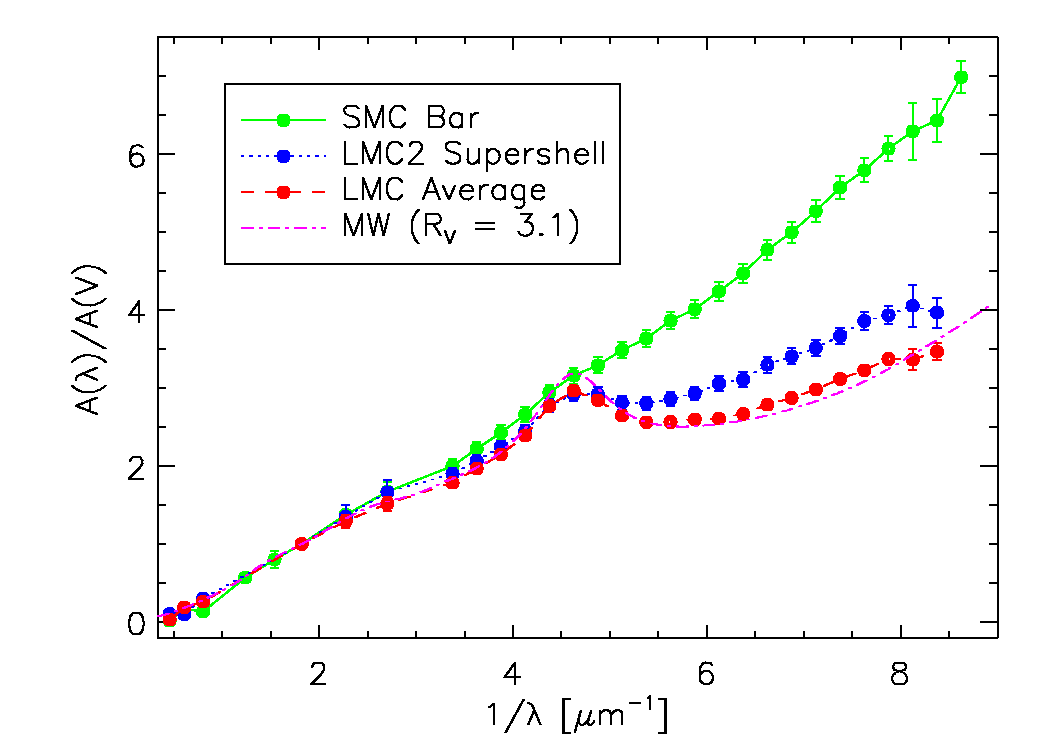 SMC Bar
LMC2 Supershell
LMC Average
MW (Rv = 3.1)
A(λ)/A(V)
6
4
2
0
2 4 6 8
1/λ [μm⁻¹]